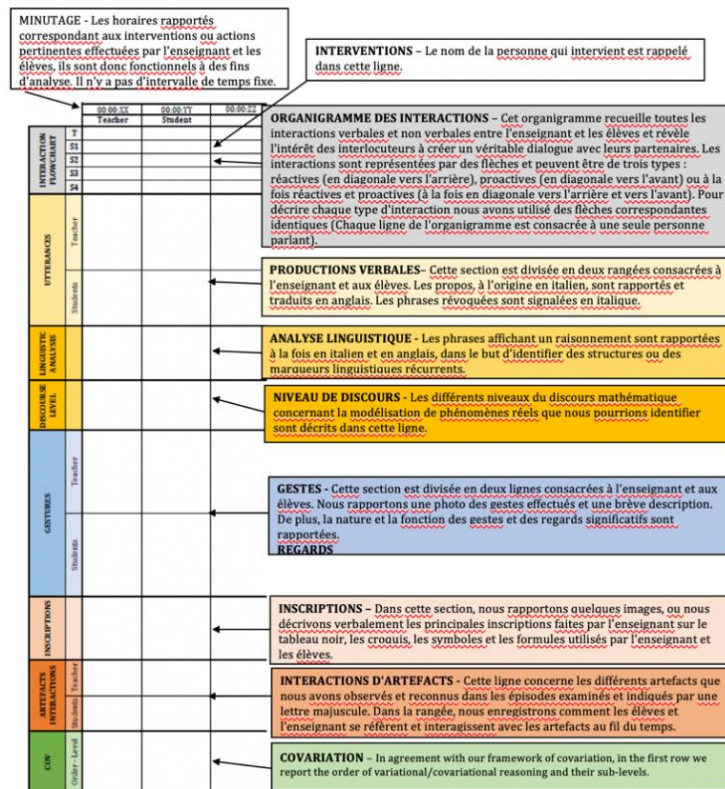 MINUTAGE - Les horaires rapportés
correspondant aux interventions ou actions
pertinentes effectuées par l'enseignant et les
élèves, ils sont donc fonctionnels à des fins
d'analyse. Il n'y a pas d'intervalle de temps fixe.
INTERVENTIONS – Le nom de la personne qui intervient est rappelé
dans cette ligne.
00:00:XX 00:00:YY 00:00:ZZ
Teacher Student
INTERACTION
FLOWCHART
T
S1
S2
S3
S4
ORGANIGRAMME DES INTERACTIONS – Cet organigramme recueille toutes les
interactions verbales et non verbales entre l'enseignant et les élèves et révèle
l'intérêt des interlocuteurs à créer un véritable dialogue avec leurs partenaires. Les
interactions sont représentées par des flèches et peuvent être de trois types :
réactives (en diagonale vers l'arrière), proactives (en diagonale vers l'avant) ou à la
fois réactives et proactives (à la fois en diagonale vers l'arrière et vers l'avant). Pour
décrire chaque type d'interaction nous avons utilisé des flèches correspondantes
identiques (Chaque ligne de l'organigramme est consacrée à une seule personne
parlant).
UTTERANCES
Teacher
Students
PRODUCTIONS VERBALES– Cette section est divisée en deux rangées consacrées à
l'enseignant et aux élèves. Les propos, à l'origine en italien, sont rapportés et
traduits en anglais. Les phrases révoquées sont signalées en italique.
LINGUISTIC
ANALYSIS
ANALYSE LINGUISTIQUE - Les phrases affichant un raisonnement sont rapportées
à la fois en italien et en anglais, dans le but d'identifier des structures ou des
marqueurs linguistiques récurrents.
DISCOURSE
LEVEL
NIVEAU DE DISCOURS - Les différents niveaux du discours mathématique
concernant la modélisation de phénomènes réels que nous pourrions identifier
sont décrits dans cette ligne.
GESTURES
Teacher
Students
GESTES - Cette section est divisée en deux lignes consacrées à l'enseignant et aux
élèves. Nous rapportons une photo des gestes effectués et une brève description.
De plus, la nature et la fonction des gestes et des regards significatifs sont
rapportées.
REGARDS
INSCRIPTIONS
INSCRIPTIONS – Dans cette section, nous rapportons quelques images, ou nous
décrivons verbalement les principales inscriptions faites par l'enseignant sur le
tableau noir, les croquis, les symboles et les formules utilisés par l'enseignant et
les élèves.
ARTEFACTS
INTERACTIONS
Teacher
Students
INTERACTIONS D'ARTEFACTS - Cette ligne concerne les différents artefacts que
nous avons observés et reconnus dans les épisodes examinés et indiqués par une
lettre majuscule. Dans la rangée, nous enregistrons comment les élèves et
l'enseignant se réfèrent et interagissent avec les artefacts au fil du temps.
COV
Order - Level
COVARIATION – In agreement with our framework of covariation, in the first row we
report the order of variational/covariational reasoning and their sub-levels.